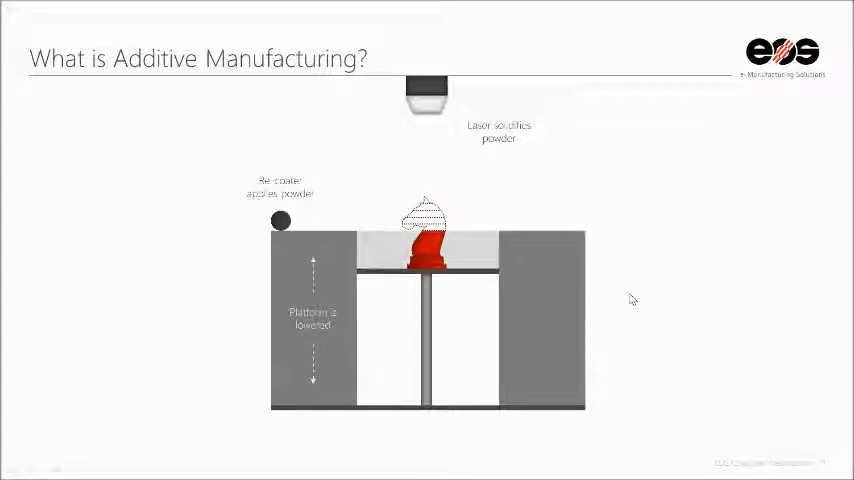 What is Additive Manufacturing?
eos
e-Manufacturing Solutions
Laser solidifies
powder
Re-coater
applies powder
Platform is
lowered